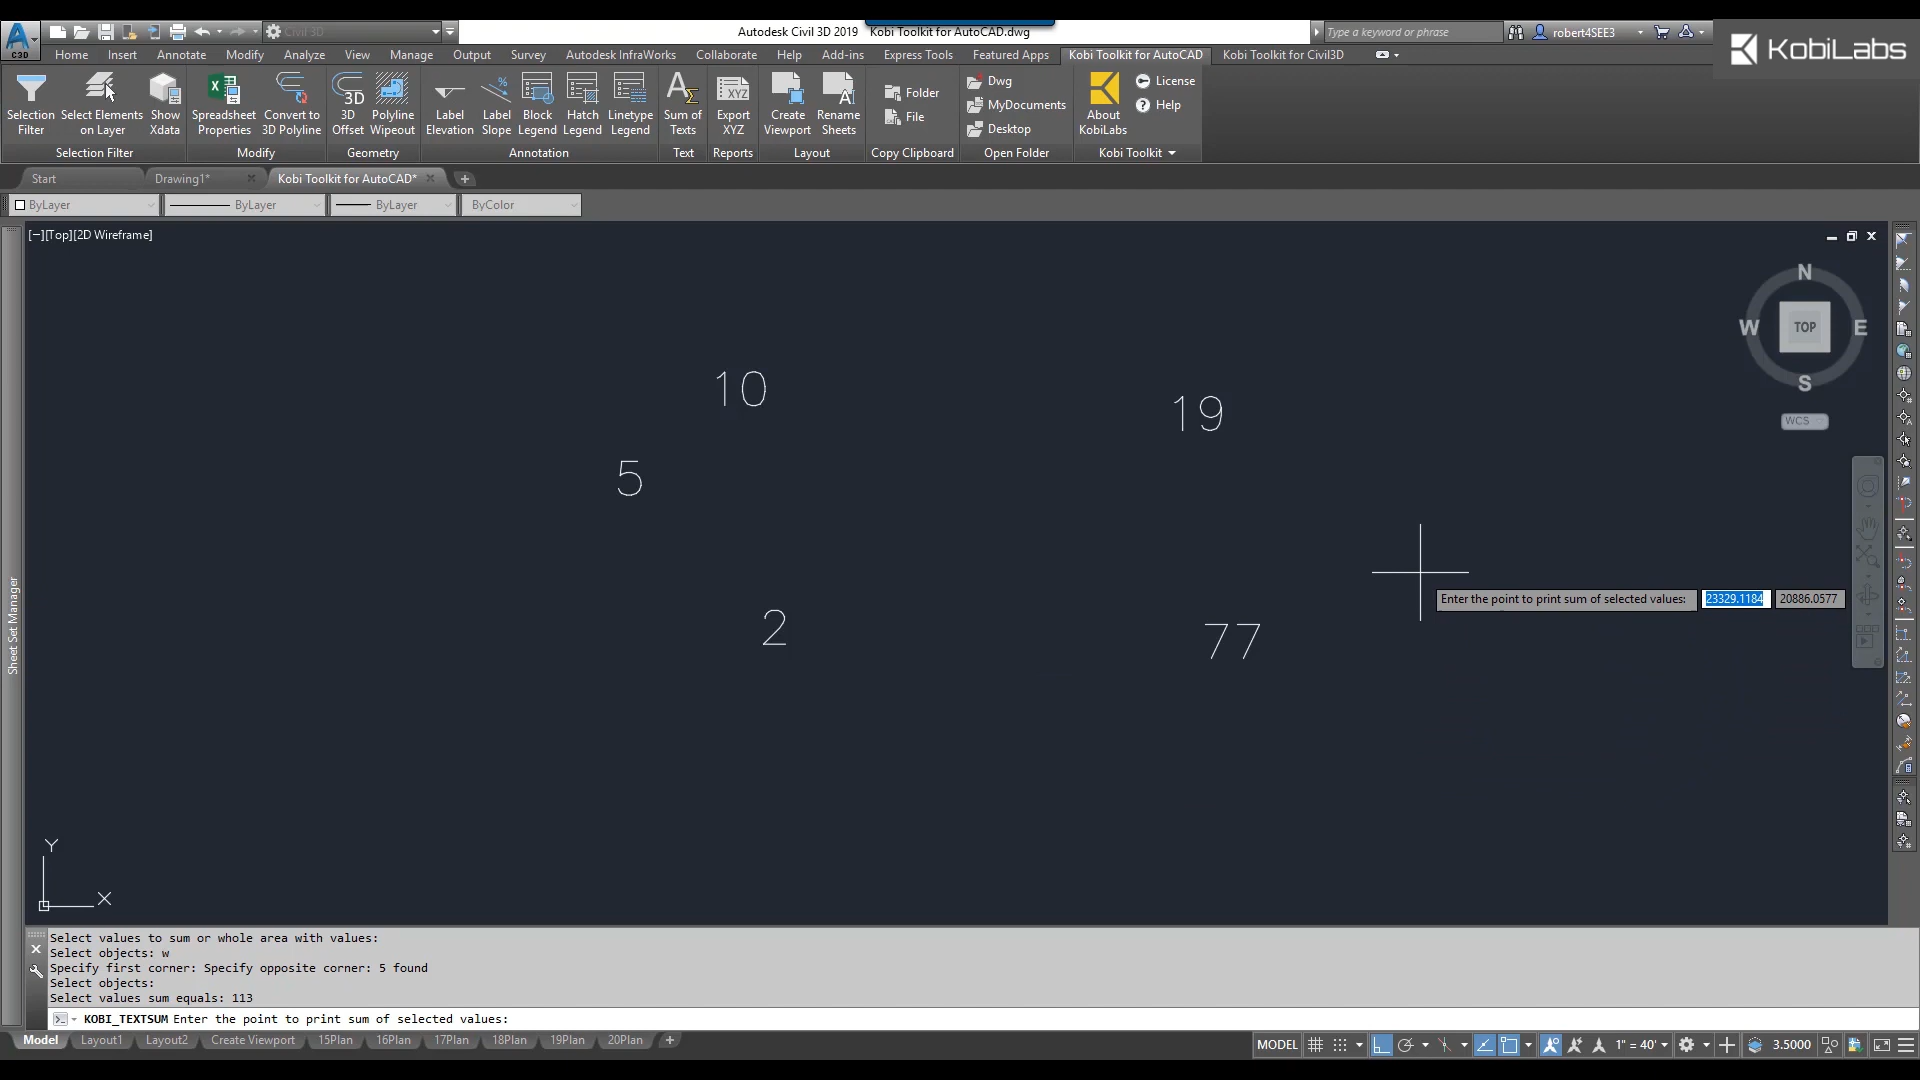 Civil 3D
Autodesk Civil 3D 2019 Kobi Toolkit for AutoCAD.dwg
Type a keyword or phrase
robert4SEE3
C3D
Home Insert Annotate Modify Analyze View Manage Output Survey Autodesk InfraWorks Collaborate Help Add-ins Express Tools Featured Apps Kobi Toolkit for AutoCAD Kobi Toolkit for Civil3D
KobiLabs
Selection Filter
Select Elements on Layer
Show Xdata
Spreadsheet Properties
Convert to 3D Polyline
3D Offset
Polyline Wipeout
Label Elevation
Label Slope
Block Legend
Hatch Legend
Linetype Legend
Sum of Texts
XYZ
Export XYZ
Create Viewport
Rename Sheets
Folder
File
Dwg
MyDocuments
Desktop
About KobiLabs
License
Help
Selection Filter Modify Geometry Annotation Text Reports Layout Copy Clipboard Open Folder Kobi Toolkit
Start Drawing1* Kobi Toolkit for AutoCAD*
ByLayer ByLayer ByLayer ByColor
[−][Top][2D Wireframe]
N
W TOP E
S
WCS
10
19
5
2
77
Enter the point to print sum of selected values: 23329.1184 20886.0577
Sheet Set Manager
Y
X
Select values to sum or whole area with values:
Select objects: w
Specify first corner: Specify opposite corner: 5 found
Select objects:
Select values sum equals: 113
KOBI_TEXTSUM Enter the point to print sum of selected values:
Model Layout1 Layout2 Create Viewport 15Plan 16Plan 17Plan 18Plan 19Plan 20Plan
MODEL 1" = 40' 3.5000